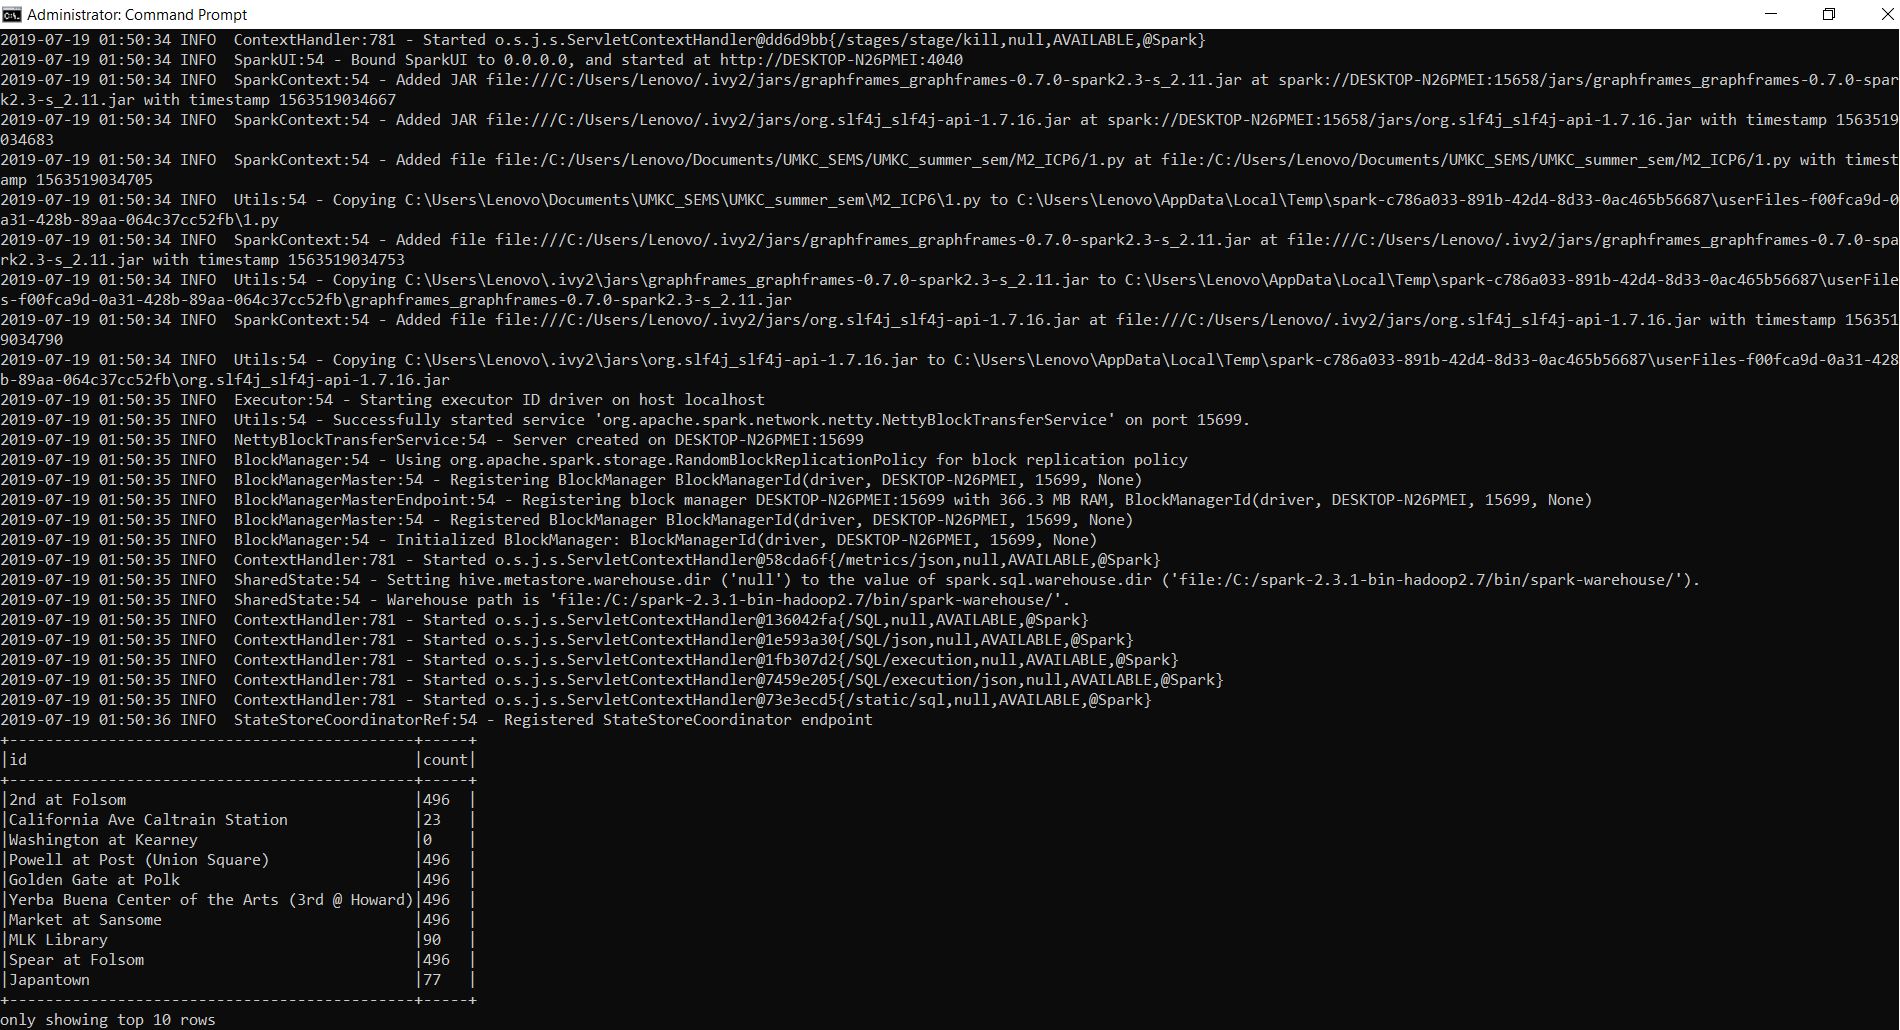 Administrator: Command Prompt
2019-07-19 01:50:34 INFO  ContextHandler:781 - Started o.s.j.s.ServletContextHandler@dd6d9bb{/stages/stage/kill,null,AVAILABLE,@Spark}
2019-07-19 01:50:34 INFO  SparkUI:54 - Bound SparkUI to 0.0.0.0, and started at http://DESKTOP-N26PMEI:4040
2019-07-19 01:50:34 INFO  SparkContext:54 - Added JAR file:///C:/Users/Lenovo/.ivy2/jars/graphframes_graphframes-0.7.0-spark2.3-s_2.11.jar at spark://DESKTOP-N26PMEI:15658/jars/graphframes_graphframes-0.7.0-spar
k2.3-s_2.11.jar with timestamp 1563519034667
2019-07-19 01:50:34 INFO  SparkContext:54 - Added JAR file:///C:/Users/Lenovo/.ivy2/jars/org.slf4j_slf4j-api-1.7.16.jar at spark://DESKTOP-N26PMEI:15658/jars/org.slf4j_slf4j-api-1.7.16.jar with timestamp 1563519
034683
2019-07-19 01:50:34 INFO  SparkContext:54 - Added file file:/C:/Users/Lenovo/Documents/UMKC_SEMS/UMKC_summer_sem/M2_ICP6/1.py at file:/C:/Users/Lenovo/Documents/UMKC_SEMS/UMKC_summer_sem/M2_ICP6/1.py with timest
amp 1563519034705
2019-07-19 01:50:34 INFO  Utils:54 - Copying C:\Users\Lenovo\Documents\UMKC_SEMS\UMKC_summer_sem\M2_ICP6\1.py to C:\Users\Lenovo\AppData\Local\Temp\spark-c786a033-891b-42d4-8d33-0ac465b56687\userFiles-f00fca9d-0
a31-428b-89aa-064c37cc52fb\1.py
2019-07-19 01:50:34 INFO  SparkContext:54 - Added file file:///C:/Users/Lenovo/.ivy2/jars/graphframes_graphframes-0.7.0-spark2.3-s_2.11.jar at file:///C:/Users/Lenovo/.ivy2/jars/graphframes_graphframes-0.7.0-spa
rk2.3-s_2.11.jar with timestamp 1563519034753
2019-07-19 01:50:34 INFO  Utils:54 - Copying C:\Users\Lenovo\.ivy2\jars\graphframes_graphframes-0.7.0-spark2.3-s_2.11.jar to C:\Users\Lenovo\AppData\Local\Temp\spark-c786a033-891b-42d4-8d33-0ac465b56687\userFile
s-f00fca9d-0a31-428b-89aa-064c37cc52fb\graphframes_graphframes-0.7.0-spark2.3-s_2.11.jar
2019-07-19 01:50:34 INFO  SparkContext:54 - Added file file:///C:/Users/Lenovo/.ivy2/jars/org.slf4j_slf4j-api-1.7.16.jar at file:///C:/Users/Lenovo/.ivy2/jars/org.slf4j_slf4j-api-1.7.16.jar with timestamp 156351
9034790
2019-07-19 01:50:34 INFO  Utils:54 - Copying C:\Users\Lenovo\.ivy2\jars\org.slf4j_slf4j-api-1.7.16.jar to C:\Users\Lenovo\AppData\Local\Temp\spark-c786a033-891b-42d4-8d33-0ac465b56687\userFiles-f00fca9d-0a31-428
b-89aa-064c37cc52fb\org.slf4j_slf4j-api-1.7.16.jar
2019-07-19 01:50:35 INFO  Executor:54 - Starting executor ID driver on host localhost
2019-07-19 01:50:35 INFO  Utils:54 - Successfully started service 'org.apache.spark.network.netty.NettyBlockTransferService' on port 15699.
2019-07-19 01:50:35 INFO  NettyBlockTransferService:54 - Server created on DESKTOP-N26PMEI:15699
2019-07-19 01:50:35 INFO  BlockManager:54 - Using org.apache.spark.storage.RandomBlockReplicationPolicy for block replication policy
2019-07-19 01:50:35 INFO  BlockManagerMaster:54 - Registering BlockManager BlockManagerId(driver, DESKTOP-N26PMEI, 15699, None)
2019-07-19 01:50:35 INFO  BlockManagerMasterEndpoint:54 - Registering block manager DESKTOP-N26PMEI:15699 with 366.3 MB RAM, BlockManagerId(driver, DESKTOP-N26PMEI, 15699, None)
2019-07-19 01:50:35 INFO  BlockManagerMaster:54 - Registered BlockManager BlockManagerId(driver, DESKTOP-N26PMEI, 15699, None)
2019-07-19 01:50:35 INFO  BlockManager:54 - Initialized BlockManager: BlockManagerId(driver, DESKTOP-N26PMEI, 15699, None)
2019-07-19 01:50:35 INFO  ContextHandler:781 - Started o.s.j.s.ServletContextHandler@58cda6f{/metrics/json,null,AVAILABLE,@Spark}
2019-07-19 01:50:35 INFO  SharedState:54 - Setting hive.metastore.warehouse.dir ('null') to the value of spark.sql.warehouse.dir ('file:/C:/spark-2.3.1-bin-hadoop2.7/bin/spark-warehouse/').
2019-07-19 01:50:35 INFO  SharedState:54 - Warehouse path is 'file:/C:/spark-2.3.1-bin-hadoop2.7/bin/spark-warehouse/'.
2019-07-19 01:50:35 INFO  ContextHandler:781 - Started o.s.j.s.ServletContextHandler@136042fa{/SQL,null,AVAILABLE,@Spark}
2019-07-19 01:50:35 INFO  ContextHandler:781 - Started o.s.j.s.ServletContextHandler@1e593a30{/SQL/json,null,AVAILABLE,@Spark}
2019-07-19 01:50:35 INFO  ContextHandler:781 - Started o.s.j.s.ServletContextHandler@1fb307d2{/SQL/execution,null,AVAILABLE,@Spark}
2019-07-19 01:50:35 INFO  ContextHandler:781 - Started o.s.j.s.ServletContextHandler@7459e205{/SQL/execution/json,null,AVAILABLE,@Spark}
2019-07-19 01:50:35 INFO  ContextHandler:781 - Started o.s.j.s.ServletContextHandler@73e3ecd5{/static/sql,null,AVAILABLE,@Spark}
2019-07-19 01:50:36 INFO  StateStoreCoordinatorRef:54 - Registered StateStoreCoordinator endpoint
+---------------------------------------------+-----+
|id                                           |count|
+---------------------------------------------+-----+
|2nd at Folsom                                |496  |
|California Ave Caltrain Station              |23   |
|Washington at Kearney                        |0    |
|Powell at Post (Union Square)                |496  |
|Golden Gate at Polk                          |496  |
|Yerba Buena Center of the Arts (3rd @ Howard)|496  |
|Market at Sansome                            |496  |
|MLK Library                                  |90   |
|Spear at Folsom                              |496  |
|Japantown                                    |77   |
+---------------------------------------------+-----+
only showing top 10 rows